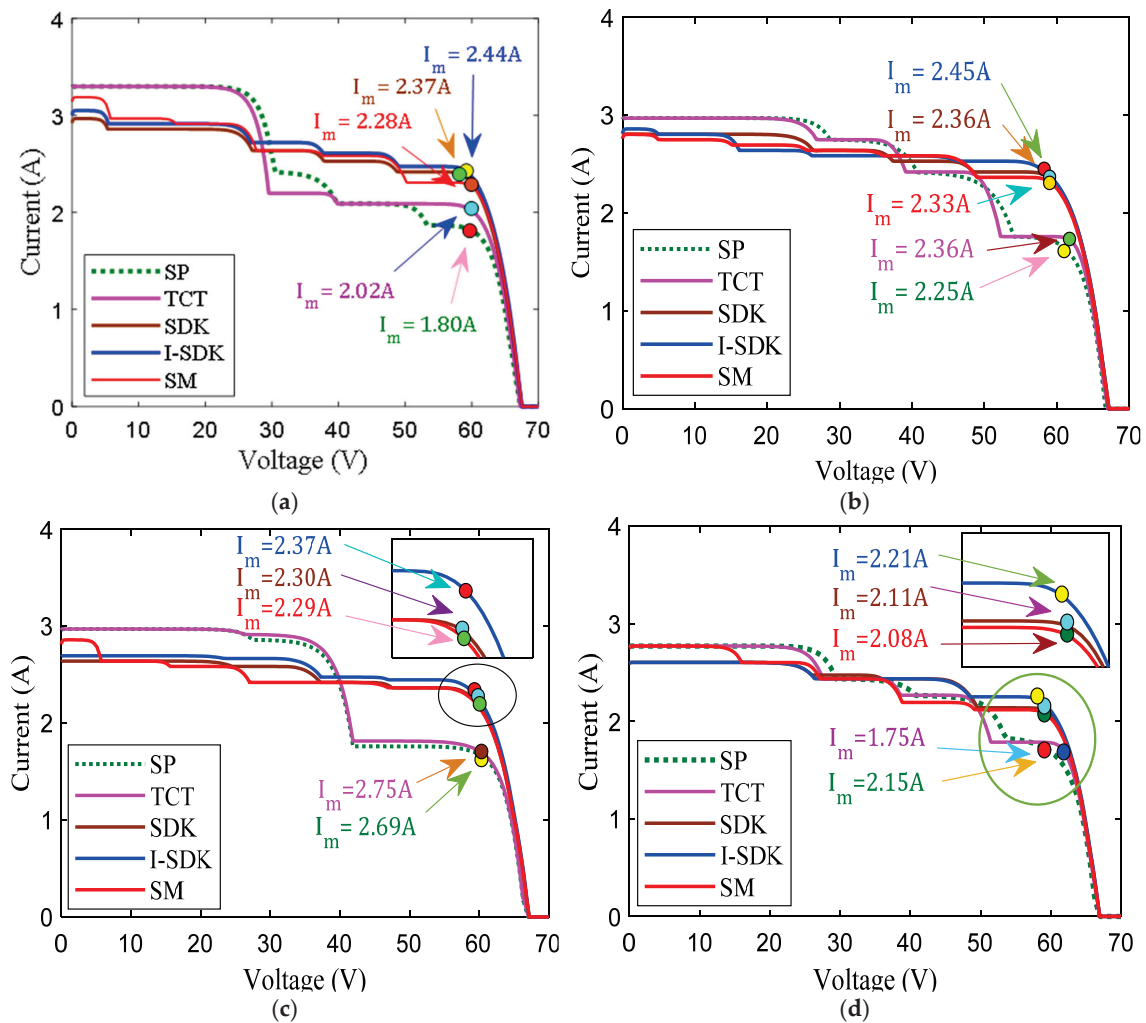 4
3
2
1
0
Current (A)
I_m = 2.44A
I_m = 2.37A
I_m = 2.28A
I_m = 2.02A
I_m = 1.80A
SP
TCT
SDK
I-SDK
SM
0 10 20 30 40 50 60 70
Voltage (V)
(a)
4
3
2
1
0
Current (A)
I_m = 2.45A
I_m = 2.36A
I_m = 2.33A
I_m = 2.36A
I_m = 2.25A
SP
TCT
SDK
I-SDK
SM
0 10 20 30 40 50 60 70
Voltage (V)
(b)
4
3
2
1
0
Current (A)
I_m=2.37A
I_m=2.30A
I_m=2.29A
I_m=2.75A
I_m= 2.69A
SP
TCT
SDK
I-SDK
SM
0 10 20 30 40 50 60 70
Voltage (V)
(c)
4
3
2
1
0
Current (A)
I_m =2.21A
I_m=2.11A
I_m=2.08A
I_m=1.75A
I_m=2.15A
SP
TCT
SDK
I-SDK
SM
0 10 20 30 40 50 60 70
Voltage (V)
(d)